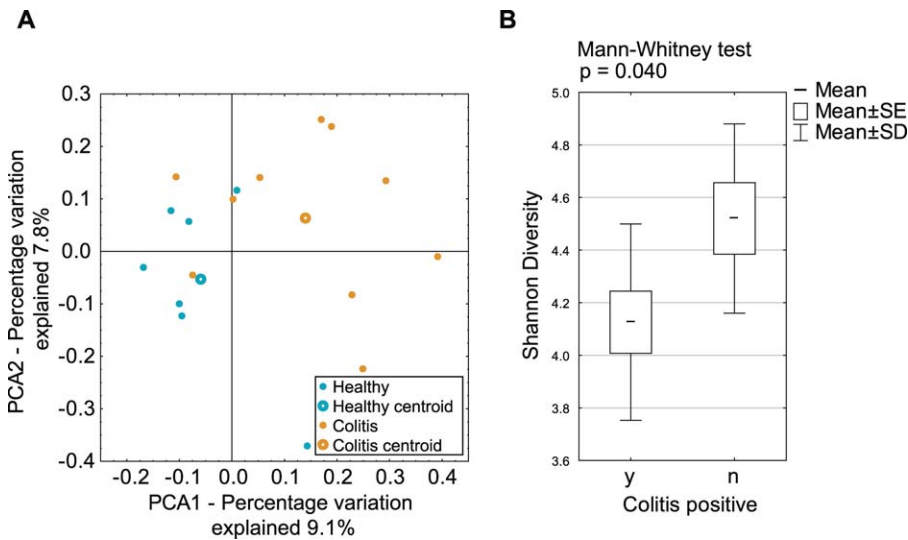 A
PCA2 - Percentage variation
explained 7.8%
0.3
0.2
0.1
0.0
-0.1
-0.2
-0.3
-0.4
-0.2 -0.1 0.0 0.1 0.2 0.3 0.4
PCA1 - Percentage variation
explained 9.1%
Healthy
Healthy centroid
Colitis
Colitis centroid
B
Mann-Whitney test
p = 0.040
Mean
Mean±SE
Mean±SD
Shannon Diversity
5.0
4.8
4.6
4.4
4.2
4.0
3.8
3.6
y n
Colitis positive